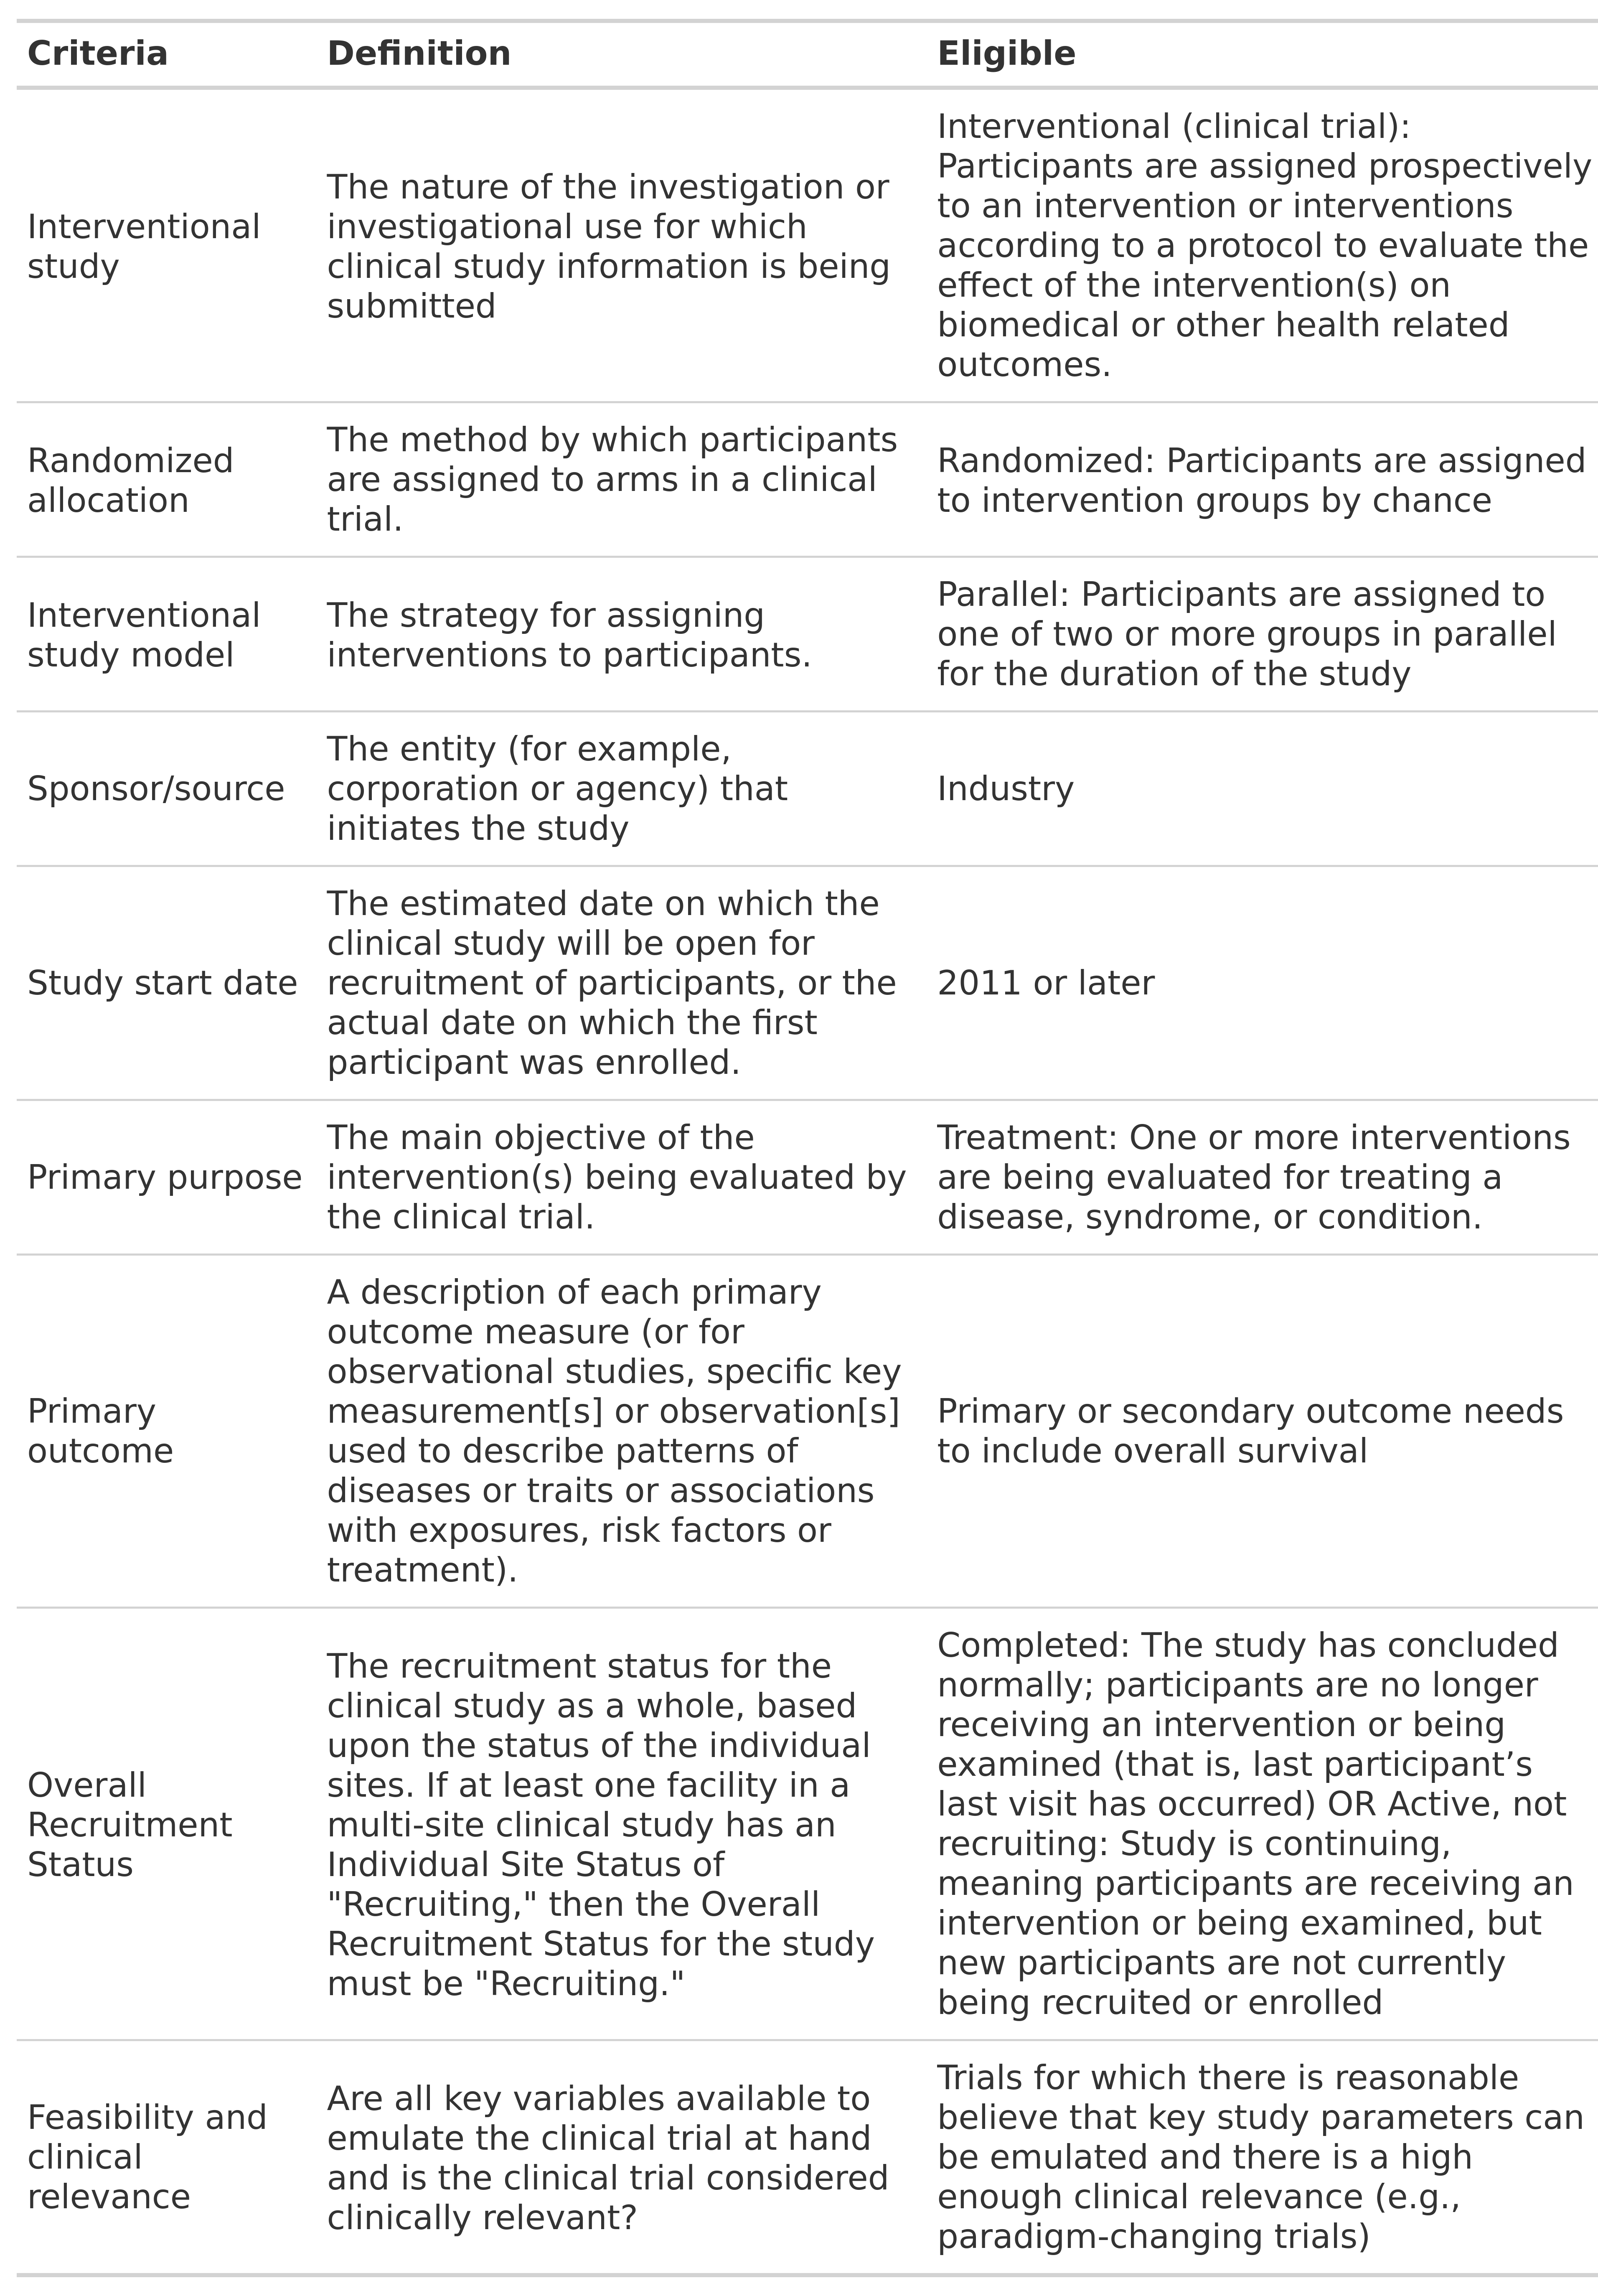 Criteria
Definition
Eligible
Interventional
study
The nature of the investigation or
investigational use for which
clinical study information is being
submitted
Interventional (clinical trial):
Participants are assigned prospectively
to an intervention or interventions
according to a protocol to evaluate the
effect of the intervention(s) on
biomedical or other health related
outcomes.
Randomized
allocation
The method by which participants
are assigned to arms in a clinical
trial.
Randomized: Participants are assigned
to intervention groups by chance
Interventional
study model
The strategy for assigning
interventions to participants.
Parallel: Participants are assigned to
one of two or more groups in parallel
for the duration of the study
Sponsor/source
The entity (for example,
corporation or agency) that
initiates the study
Industry
Study start date
The estimated date on which the
clinical study will be open for
recruitment of participants, or the
actual date on which the first
participant was enrolled.
2011 or later
Primary purpose
The main objective of the
intervention(s) being evaluated by
the clinical trial.
Treatment: One or more interventions
are being evaluated for treating a
disease, syndrome, or condition.
Primary
outcome
A description of each primary
outcome measure (or for
observational studies, specific key
measurement[s] or observation[s]
used to describe patterns of
diseases or traits or associations
with exposures, risk factors or
treatment).
Primary or secondary outcome needs
to include overall survival
Overall
Recruitment
Status
The recruitment status for the
clinical study as a whole, based
upon the status of the individual
sites. If at least one facility in a
multi-site clinical study has an
Individual Site Status of
"Recruiting," then the Overall
Recruitment Status for the study
must be "Recruiting."
Completed: The study has concluded
normally; participants are no longer
receiving an intervention or being
examined (that is, last participant’s
last visit has occurred) OR Active, not
recruiting: Study is continuing,
meaning participants are receiving an
intervention or being examined, but
new participants are not currently
being recruited or enrolled
Feasibility and
clinical
relevance
Are all key variables available to
emulate the clinical trial at hand
and is the clinical trial considered
clinically relevant?
Trials for which there is reasonable
believe that key study parameters can
be emulated and there is a high
enough clinical relevance (e.g.,
paradigm-changing trials)